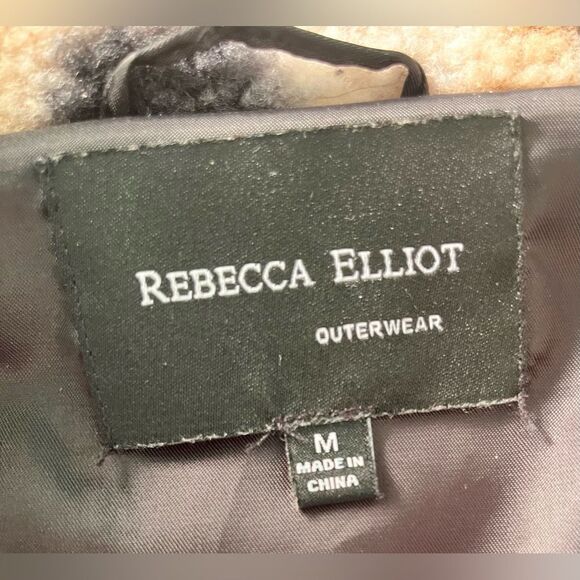 REBECCA ELLIOT
OUTERWEAR
M
MADE IN
CHINA